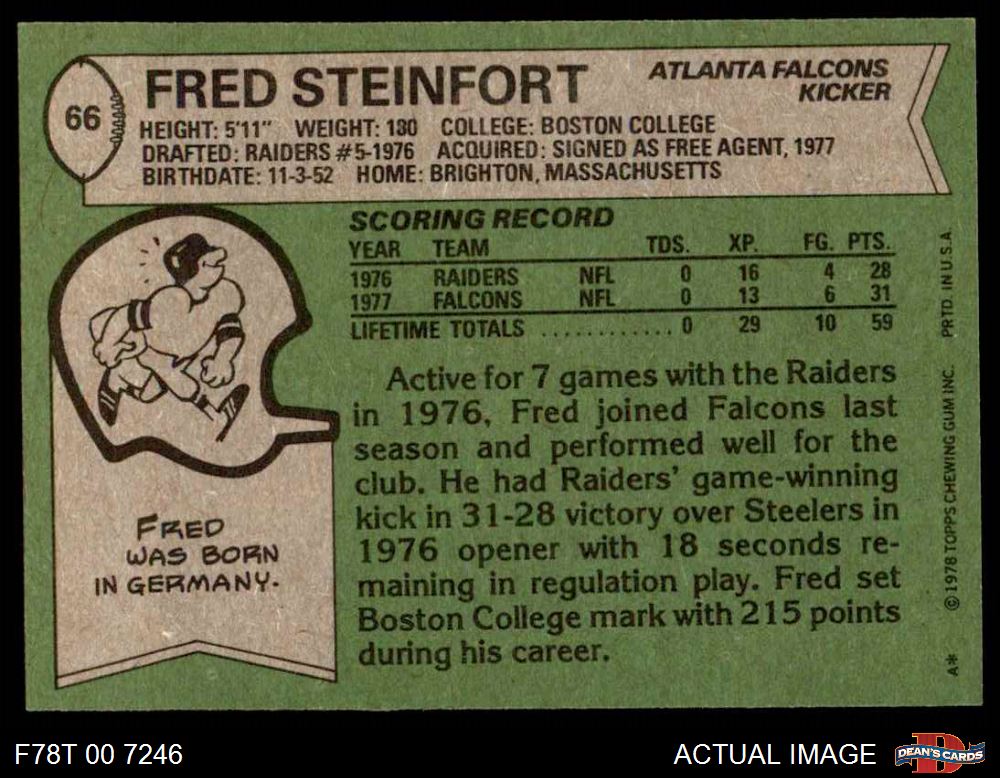 66
FRED STEINFORT
ATLANTA FALCONS
KICKER
HEIGHT: 5'11" WEIGHT: 180 COLLEGE: BOSTON COLLEGE
DRAFTED: RAIDERS #5-1976 ACQUIRED: SIGNED AS FREE AGENT, 1977
BIRTHDATE: 11-3-52 HOME: BRIGHTON, MASSACHUSETTS
SCORING RECORD
YEAR TEAM TDS. XP. FG. PTS.
1976 RAIDERS NFL 0 16 4 28
1977 FALCONS NFL 0 13 6 31
LIFETIME TOTALS ............ 0 29 10 59
Active for 7 games with the Raiders
in 1976, Fred joined Falcons last
season and performed well for the
club. He had Raiders' game-winning
kick in 31-28 victory over Steelers in
1976 opener with 18 seconds re-
maining in regulation play. Fred set
Boston College mark with 215 points
during his career.
FRED
WAS BORN
IN GERMANY.
A* © 1978 TOPPS CHEWING GUM INC. PRTD. IN U.S.A.
F78T 00 7246
ACTUAL IMAGE
D
DEAN'S CARDS